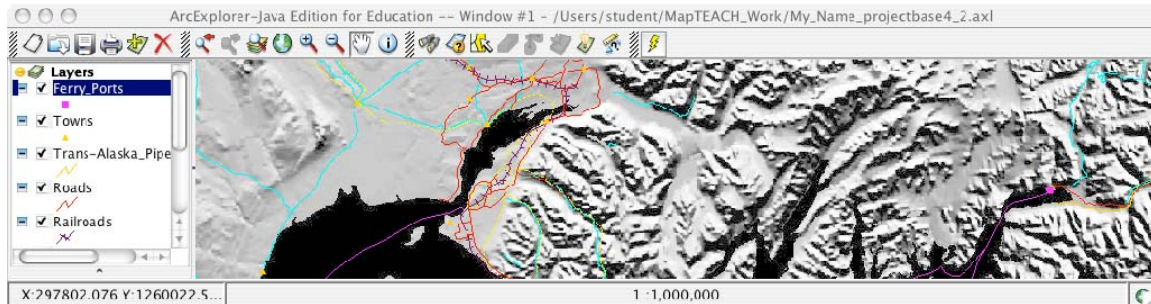 ArcExplorer-Java Edition for Education -- Window #1 - /Users/student/MapTEACH_Work/My_Name_projectbase4_2.axl
Layers
Ferry_Ports
Towns
Trans-Alaska_Pipe
Roads
Railroads
X:297802.076 Y:1260022.5...
1 :1,000,000